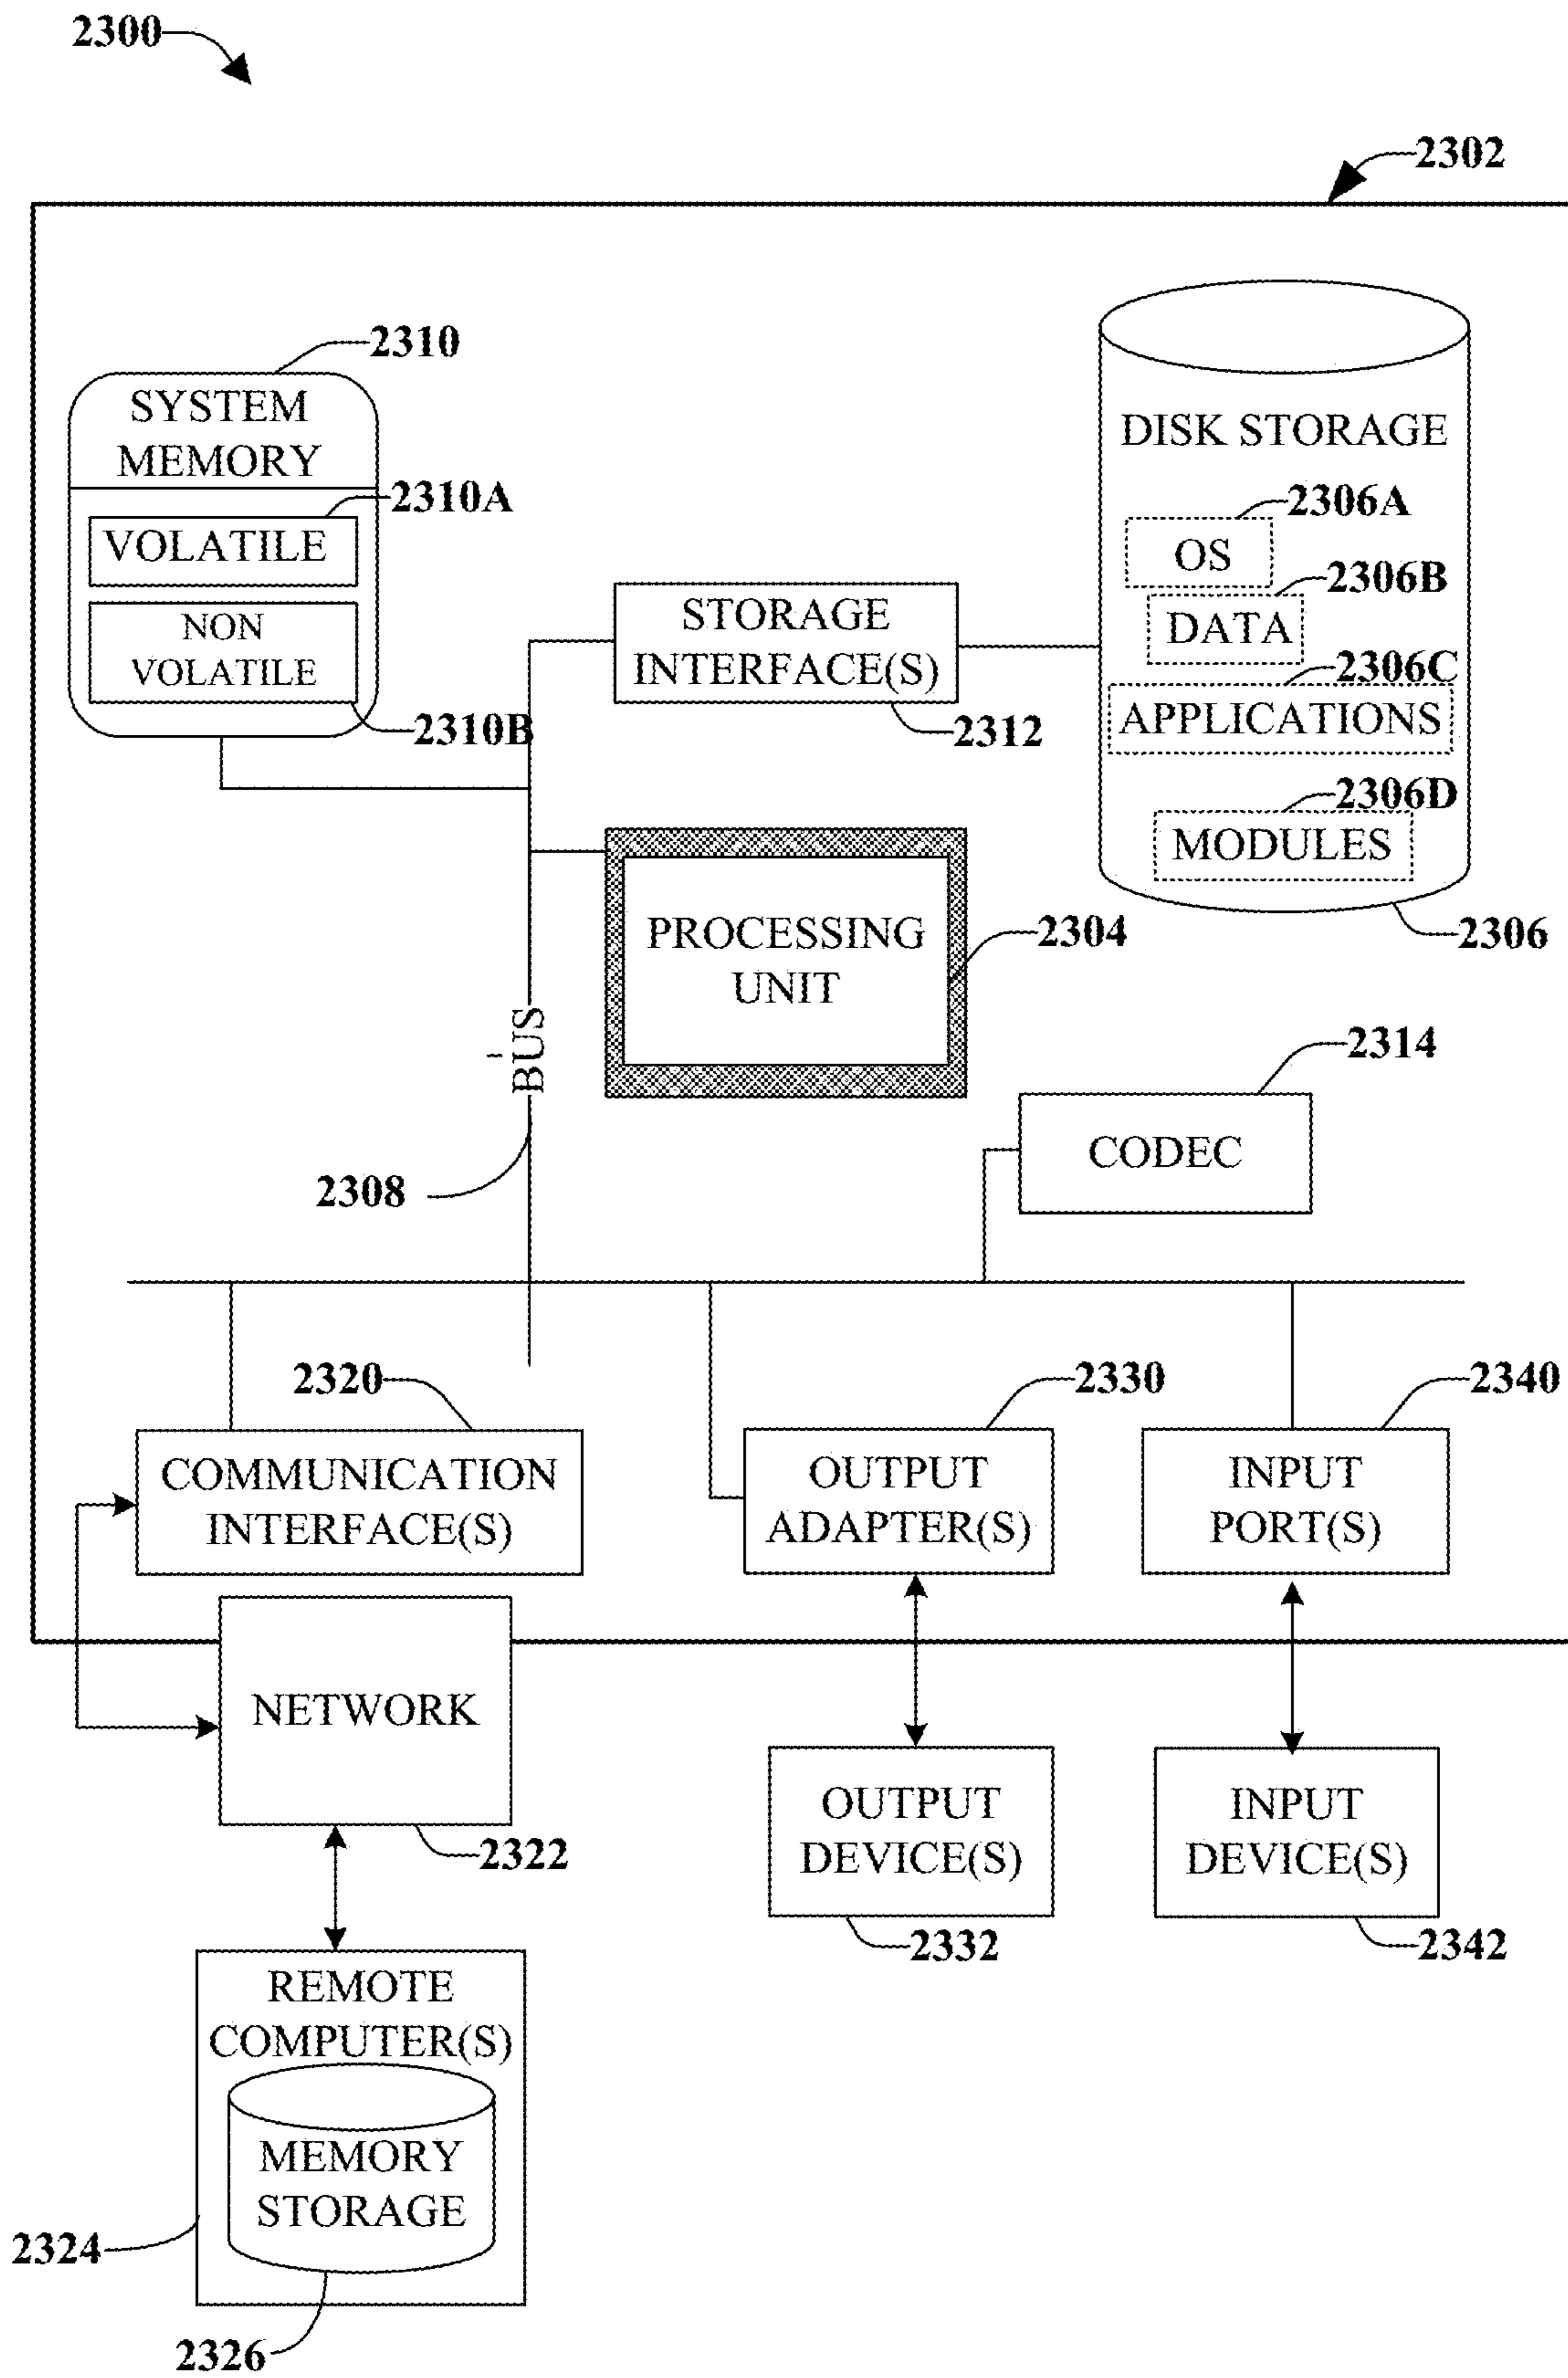 2300
2302
2310
SYSTEM
MEMORY
2310A
VOLATILE
NON
VOLATILE
2310B
STORAGE
INTERFACE(S)
2312
DISK STORAGE
2306A
OS
2306B
DATA
2306C
APPLICATIONS
2306D
MODULES
2306
PROCESSING
UNIT
2304
BUS
2308
2314
CODEC
2320
COMMUNICATION
INTERFACE(S)
2330
OUTPUT
ADAPTER(S)
2340
INPUT
PORT(S)
NETWORK
2322
OUTPUT
DEVICE(S)
2332
INPUT
DEVICE(S)
2342
REMOTE
COMPUTER(S)
MEMORY
STORAGE
2324
2326